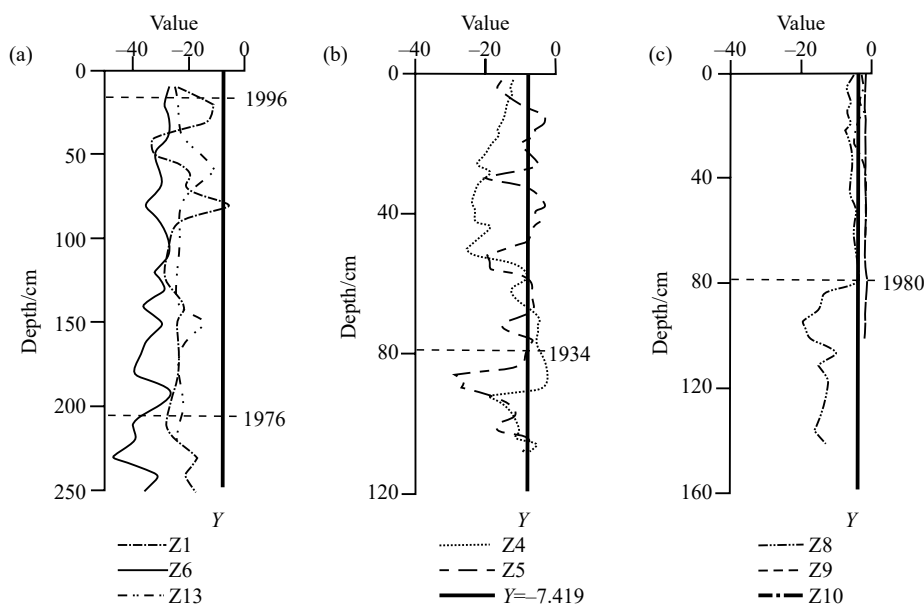 Value
−40 −20 0
(a)
0
50
100
150
200
250
Depth/cm
1996
1976
Y
Z1
Z6
Z13
Value
−40 −20 0
(b)
0
40
80
120
Depth/cm
1934
Y
Z4
Z5
Y=−7.419
Value
−40 −20 0
(c)
0
40
80
120
160
Depth/cm
1980
Y
Z8
Z9
Z10